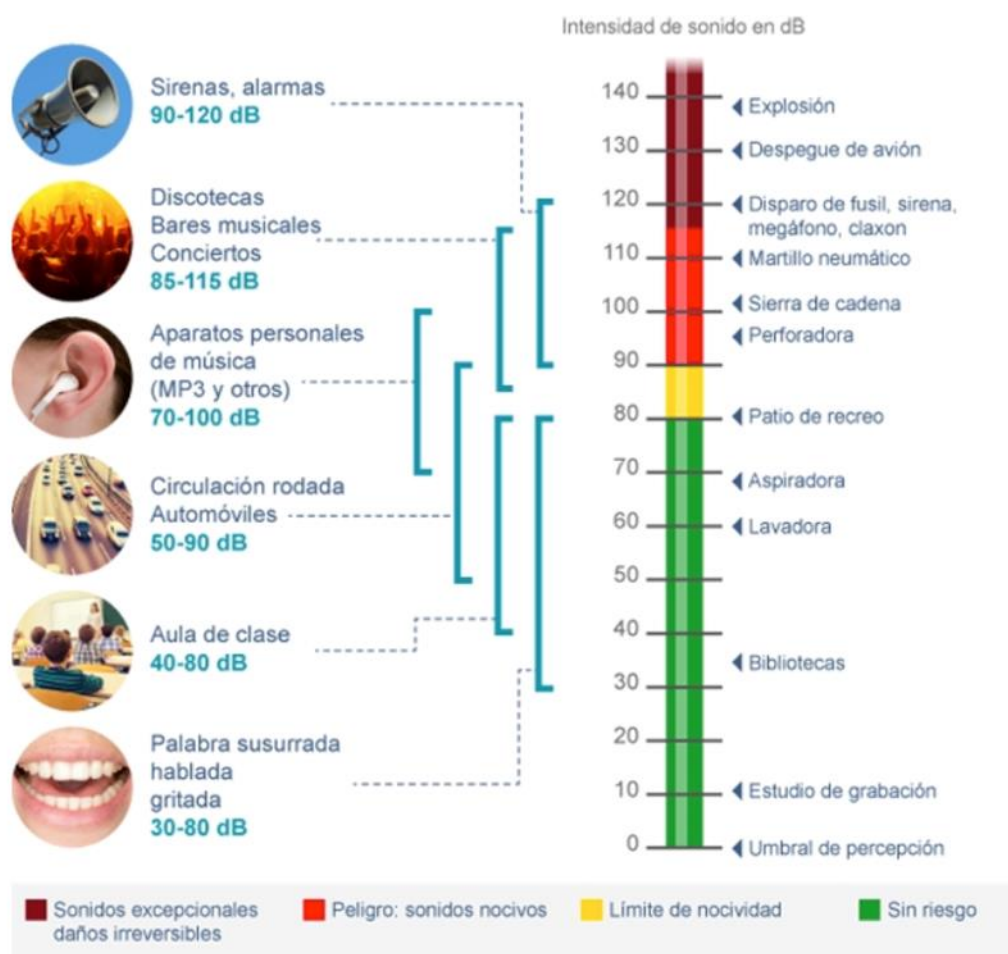 Intensidad de sonido en dB
Sirenas, alarmas
90-120 dB
Discotecas
Bares musicales
Conciertos
85-115 dB
Aparatos personales
de música
(MP3 y otros)
70-100 dB
Circulación rodada
Automóviles
50-90 dB
Aula de clase
40-80 dB
Palabra susurrada
hablada
gritada
30-80 dB
140
130
120
110
100
90
80
70
60
50
40
30
20
10
0
Explosión
Despegue de avión
Disparo de fusil, sirena,
megáfono, claxon
Martillo neumático
Sierra de cadena
Perforadora
Patio de recreo
Aspiradora
Lavadora
Bibliotecas
Estudio de grabación
Umbral de percepción
Sonidos excepcionales
daños irreversibles
Peligro: sonidos nocivos
Límite de nocividad
Sin riesgo